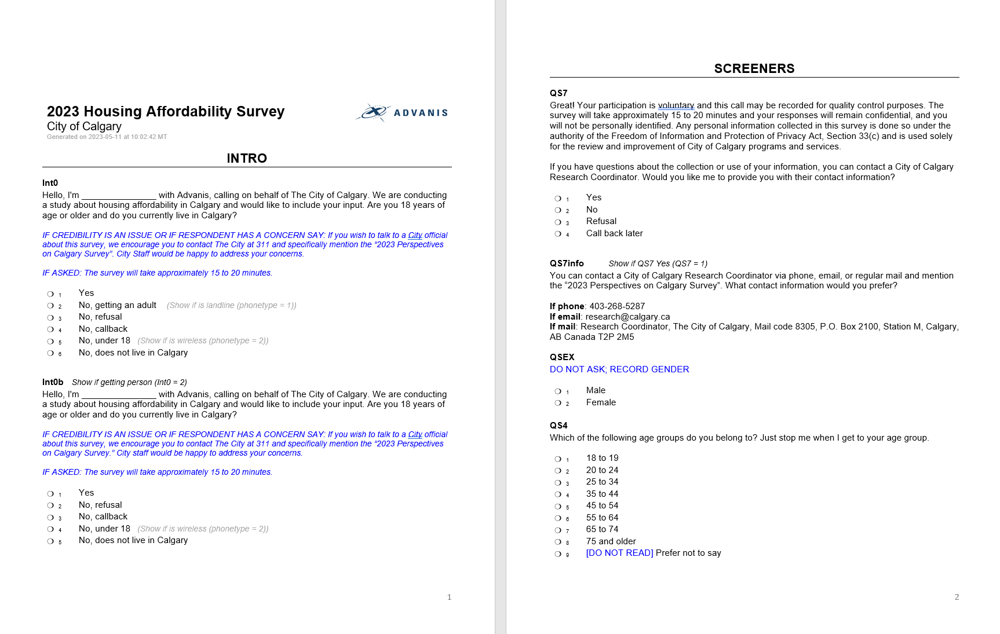 2023 Housing Affordability Survey
ADVANIS
City of Calgary
Generated on 2023-05-11 at 10:02:42 MT
INTRO
Int0
Hello, I'm ________________ with Advanis, calling on behalf of The City of Calgary. We are conducting
a study about housing affordability in Calgary and would like to include your input. Are you 18 years of
age or older and do you currently live in Calgary?
IF CREDIBILITY IS AN ISSUE OR IF RESPONDENT HAS A CONCERN SAY: If you wish to talk to a City official
about this survey, we encourage you to contact The City at 311 and specifically mention the “2023 Perspectives
on Calgary Survey”. City Staff would be happy to address your concerns.
IF ASKED: The survey will take approximately 15 to 20 minutes.
1 Yes
2 No, getting an adult (Show if is landline (phonetype = 1))
3 No, refusal
4 No, callback
5 No, under 18 (Show if is wireless (phonetype = 2))
6 No, does not live in Calgary
Int0b Show if getting person (Int0 = 2)
Hello, I'm ________________ with Advanis, calling on behalf of The City of Calgary. We are conducting
a study about housing affordability in Calgary and would like to include your input. Are you 18 years of
age or older and do you currently live in Calgary?
IF CREDIBILITY IS AN ISSUE OR IF RESPONDENT HAS A CONCERN SAY: If you wish to talk to a City official
about this survey, we encourage you to contact The City at 311 and specifically mention the “2023 Perspectives
on Calgary Survey.” City staff would be happy to address your concerns.
IF ASKED: The survey will take approximately 15 to 20 minutes.
1 Yes
2 No, refusal
3 No, callback
4 No, under 18 (Show if is wireless (phonetype = 2))
5 No, does not live in Calgary
1
SCREENERS
QS7
Great! Your participation is voluntary and this call may be recorded for quality control purposes. The
survey will take approximately 15 to 20 minutes and your responses will remain confidential, and you
will not be personally identified. Any personal information collected in this survey is done so under the
authority of the Freedom of Information and Protection of Privacy Act, Section 33(c) and is used solely
for the review and improvement of City of Calgary programs and services.
If you have questions about the collection or use of your information, you can contact a City of Calgary
Research Coordinator. Would you like me to provide you with their contact information?
1 Yes
2 No
3 Refusal
4 Call back later
QS7info Show if QS7 Yes (QS7 = 1)
You can contact a City of Calgary Research Coordinator via phone, email, or regular mail and mention
the “2023 Perspectives on Calgary Survey”. What contact information would you prefer?
If phone: 403-268-5287
If email: research@calgary.ca
If mail: Research Coordinator, The City of Calgary, Mail code 8305, P.O. Box 2100, Station M, Calgary,
AB Canada T2P 2M5
QSEX
DO NOT ASK; RECORD GENDER
1 Male
2 Female
QS4
Which of the following age groups do you belong to? Just stop me when I get to your age group.
1 18 to 19
2 20 to 24
3 25 to 34
4 35 to 44
5 45 to 54
6 55 to 64
7 65 to 74
8 75 and older
9 [DO NOT READ] Prefer not to say
2